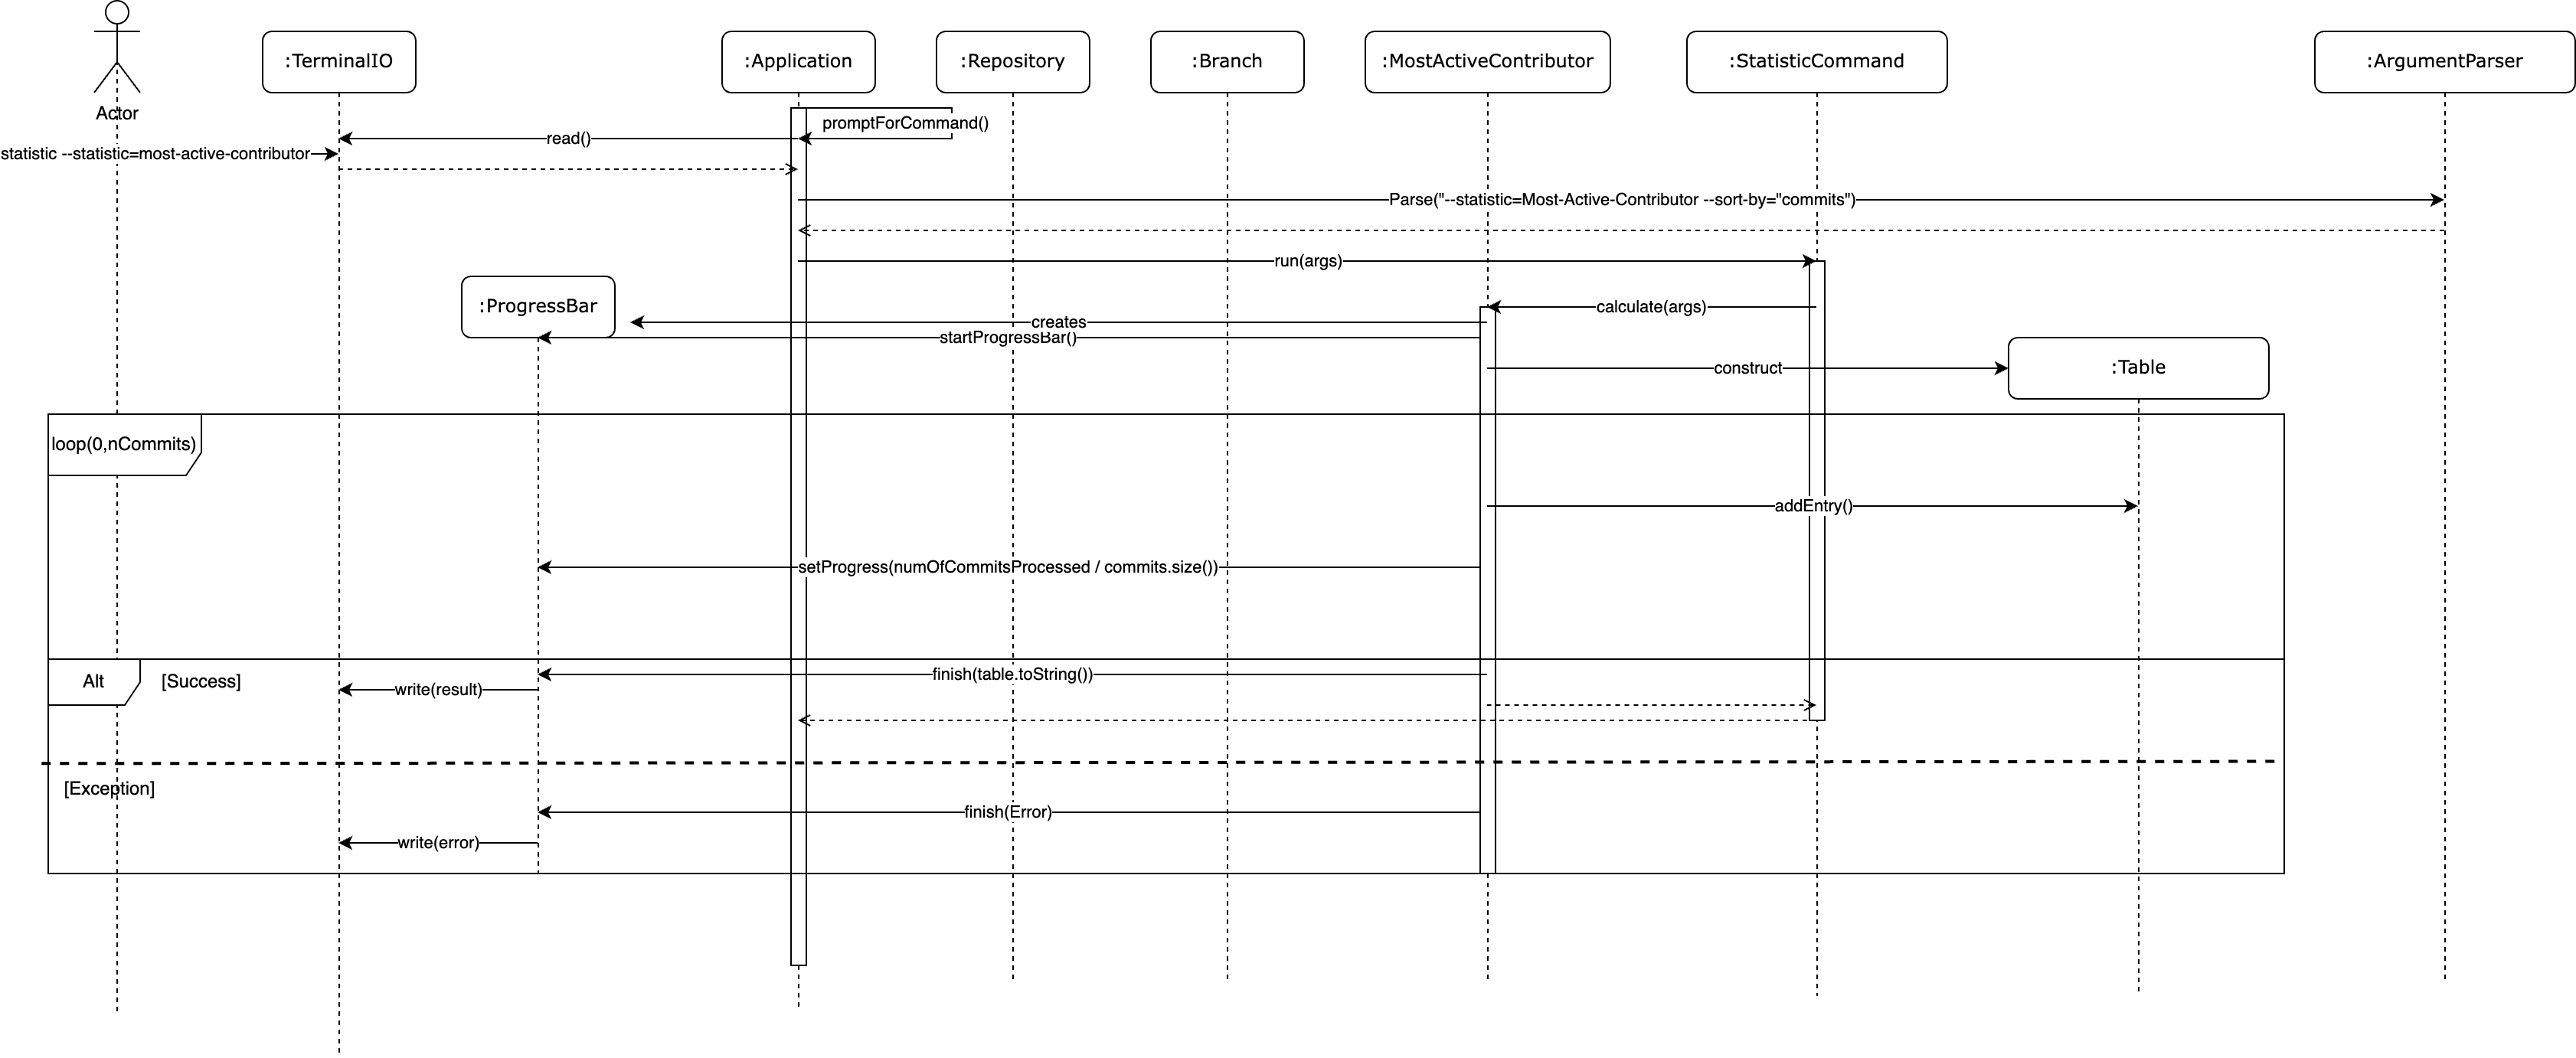 :TerminalIO
:Application
:Repository
:Branch
:MostActiveContributor
:StatisticCommand
:ArgumentParser
Actor
promptForCommand()
read()
statistic --statistic=most-active-contributor
Parse("--statistic=Most-Active-Contributor --sort-by="commits")
run(args)
:ProgressBar
calculate(args)
creates
startProgressBar()
construct
:Table
loop(0,nCommits)
addEntry()
setProgress(numOfCommitsProcessed / commits.size())
Alt
[Success]
finish(table.toString())
write(result)
[Exception]
finish(Error)
write(error)